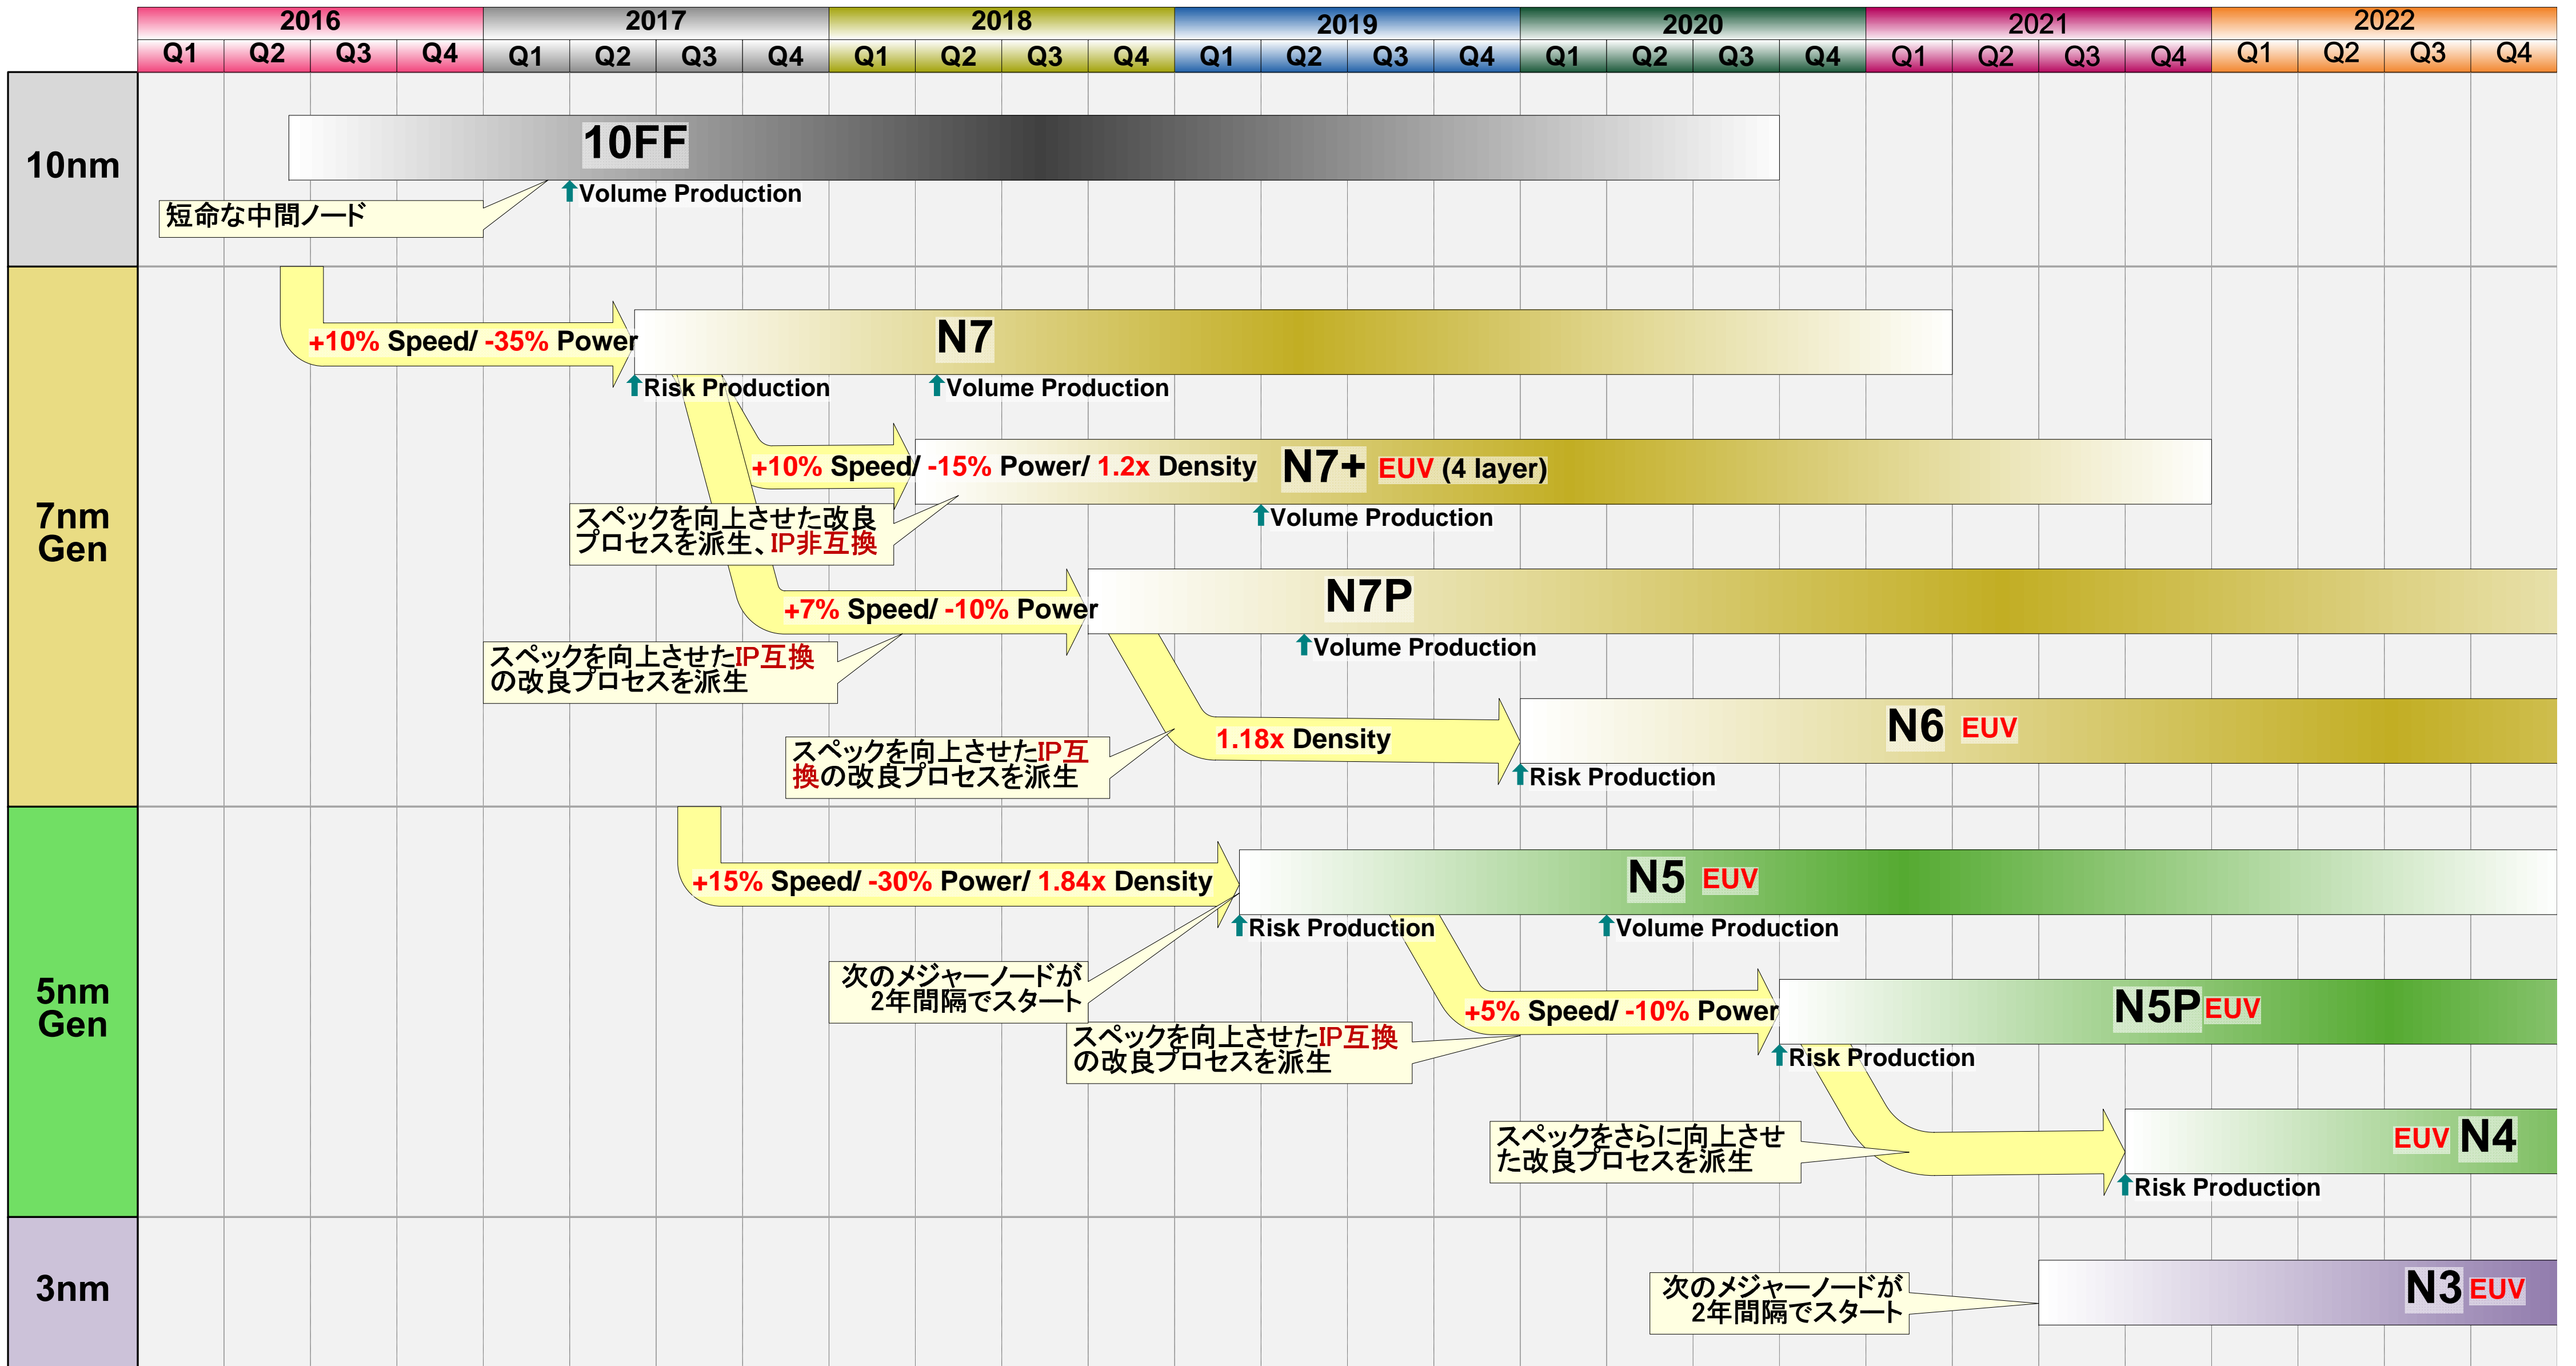 2016 2017 2018 2019 2020 2021 2022
Q1 Q2 Q3 Q4 Q1 Q2 Q3 Q4 Q1 Q2 Q3 Q4 Q1 Q2 Q3 Q4 Q1 Q2 Q3 Q4 Q1 Q2 Q3 Q4 Q1 Q2 Q3 Q4
10nm
10FF
Volume Production
短命な中間ノード
7nm
Gen
+10% Speed/ -35% Power
N7
Risk Production
Volume Production
+10% Speed/ -15% Power/ 1.2x Density
N7+ EUV (4 layer)
Volume Production
スペックを向上させた改良
プロセスを派生、IP非互換
+7% Speed/ -10% Power
N7P
Volume Production
スペックを向上させたIP互換
の改良プロセスを派生
1.18x Density
N6 EUV
Risk Production
スペックを向上させたIP互
換の改良プロセスを派生
5nm
Gen
+15% Speed/ -30% Power/ 1.84x Density
N5 EUV
Risk Production
Volume Production
次のメジャーノードが
2年間隔でスタート
+5% Speed/ -10% Power
N5P EUV
Risk Production
スペックを向上させたIP互換
の改良プロセスを派生
EUV N4
Risk Production
スペックをさらに向上させ
た改良プロセスを派生
3nm
N3 EUV
次のメジャーノードが
2年間隔でスタート